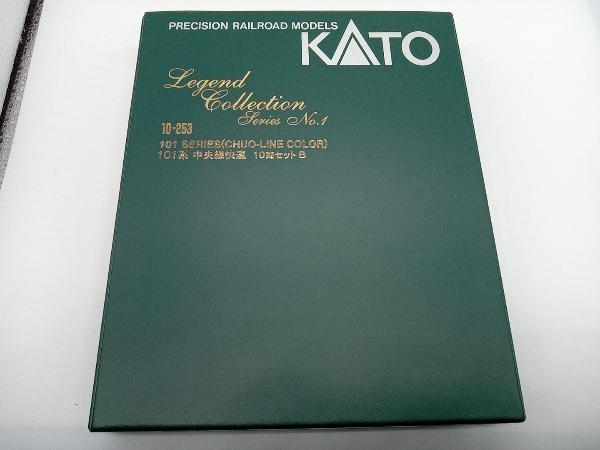 PRECISION RAILROAD MODELS
KATO
Legend
Collection
Series No.1
10-253
101 SERIES(CHUO-LINE COLOR)
101系 中央線快速 10両セットB